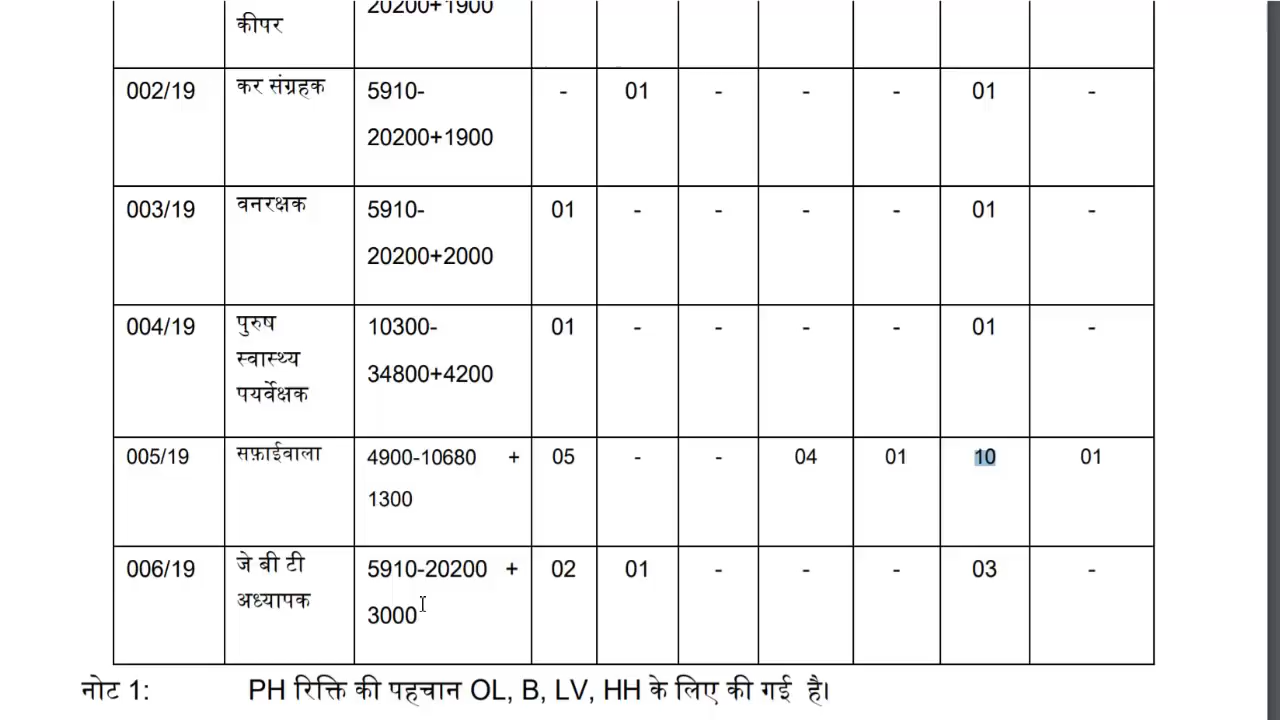 कीपर 20200+1900
002/19 कर संग्रहक 5910- - 01 - - - 01 -
20200+1900
003/19 वनरक्षक 5910- 01 - - - - 01 -
20200+2000
004/19 पुरुष 10300- 01 - - - - 01 -
स्वास्थ्य 34800+4200
पयर्वेक्षक
005/19 सफ़ाईवाला 4900-10680 + 05 - - 04 01 10 01
1300
006/19 जे बी टी 5910-20200 + 02 01 - - - 03 -
अध्यापक 3000
नोट 1: PH रिक्ति की पहचान OL, B, LV, HH के लिए की गई है।